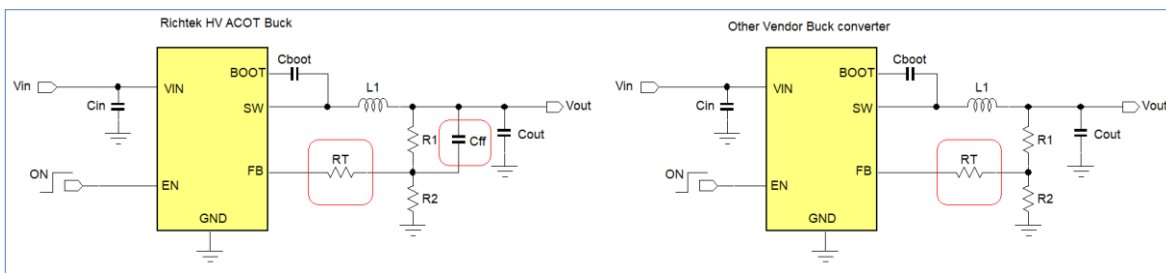 Richtek HV ACOT Buck
Cboot
BOOT
Vin
VIN
L1
SW
Vout
Cin
R1
Cff
Cout
RT
FB
ON
EN
R2
GND
Other Vendor Buck converter
Cboot
BOOT
Vin
VIN
L1
SW
Vout
Cin
R1
Cout
RT
FB
ON
EN
R2
GND